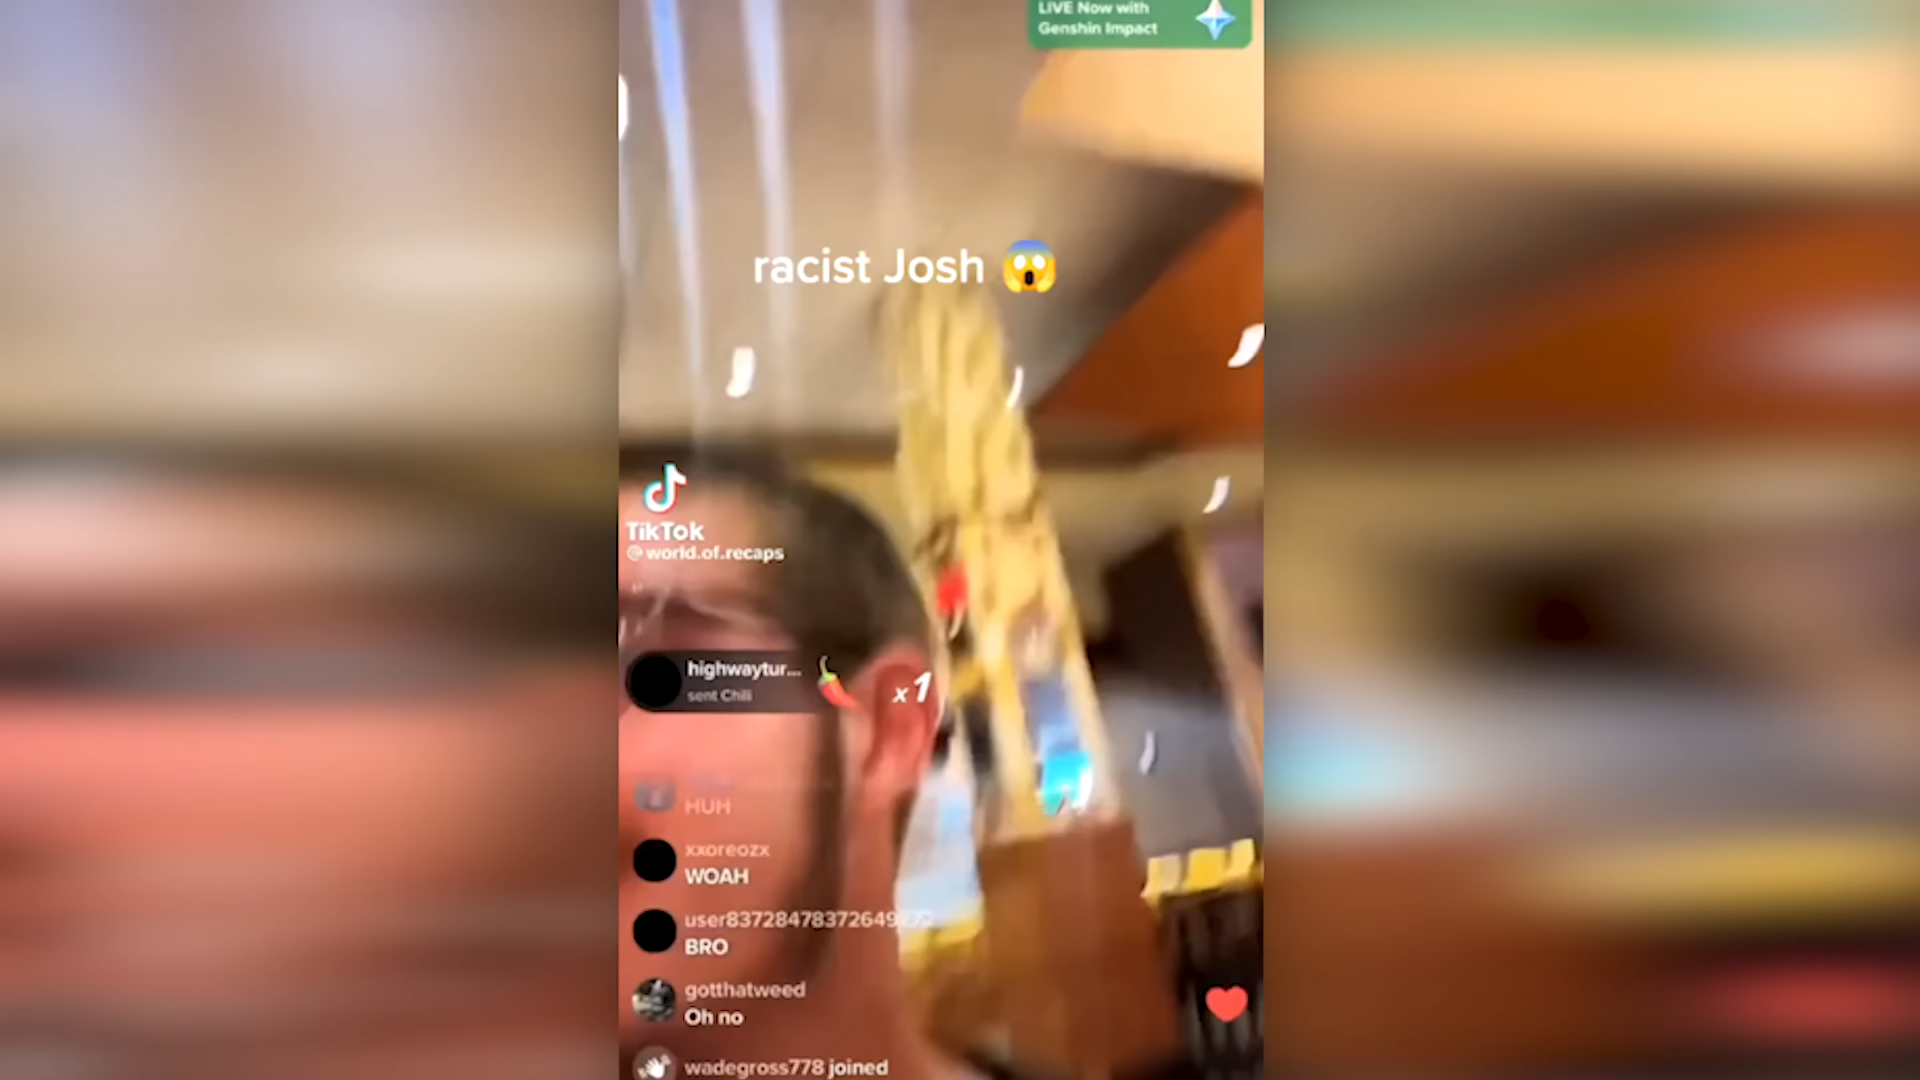 LIVE Now with
Genshin Impact
racist Josh 😱
TikTok
@world.of.recaps
highwaytur...
sent Chili
x1
HUH
xxoreozx
WOAH
BRO
gotthatweed
Oh no
wadegross778 joined